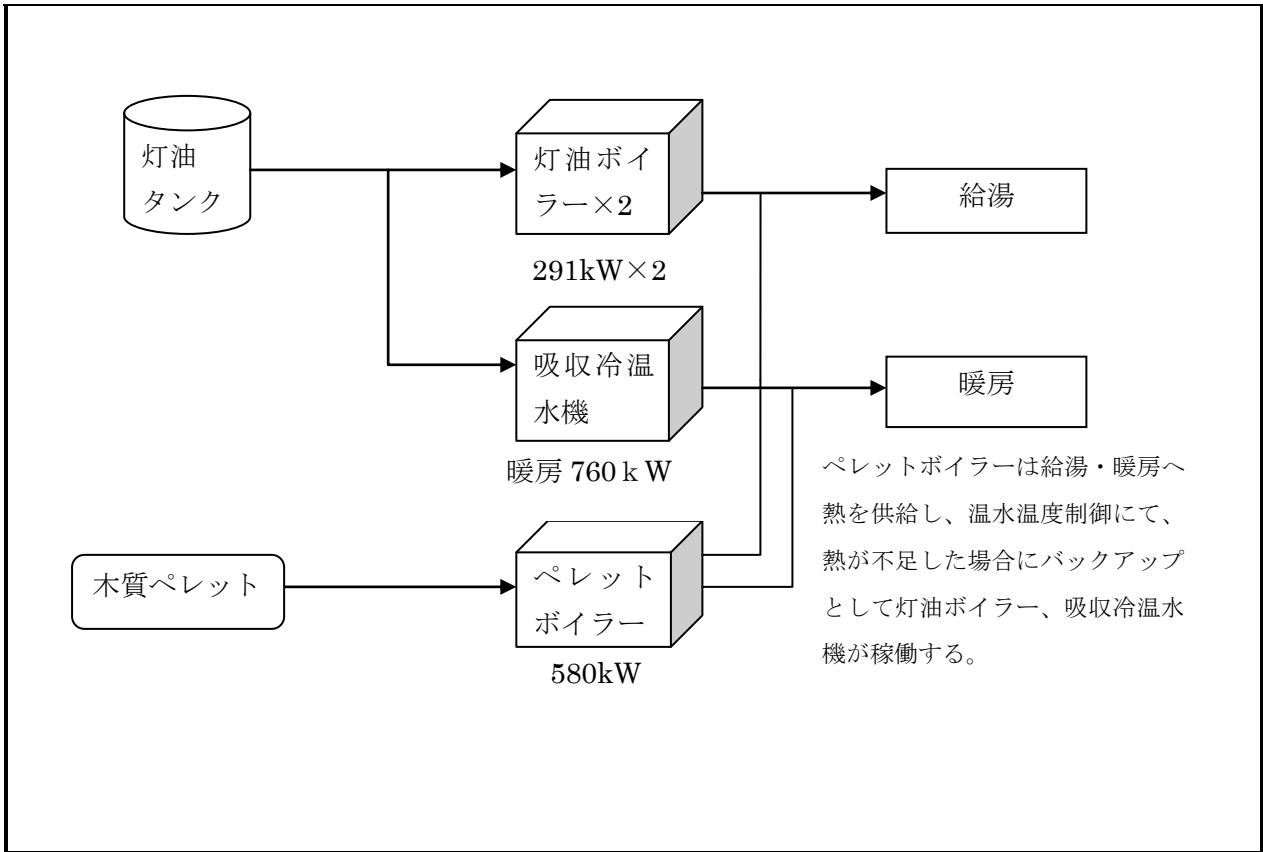 灯油
タンク
灯油ボイ
ラー×2
291kW×2
給湯
吸収冷温
水機
暖房 760ｋW
暖房
木質ペレット
ペレット
ボイラー
580kW
ペレットボイラーは給湯・暖房へ
熱を供給し、温水温度制御にて、
熱が不足した場合にバックアップ
として灯油ボイラー、吸収冷温水
機が稼働する。